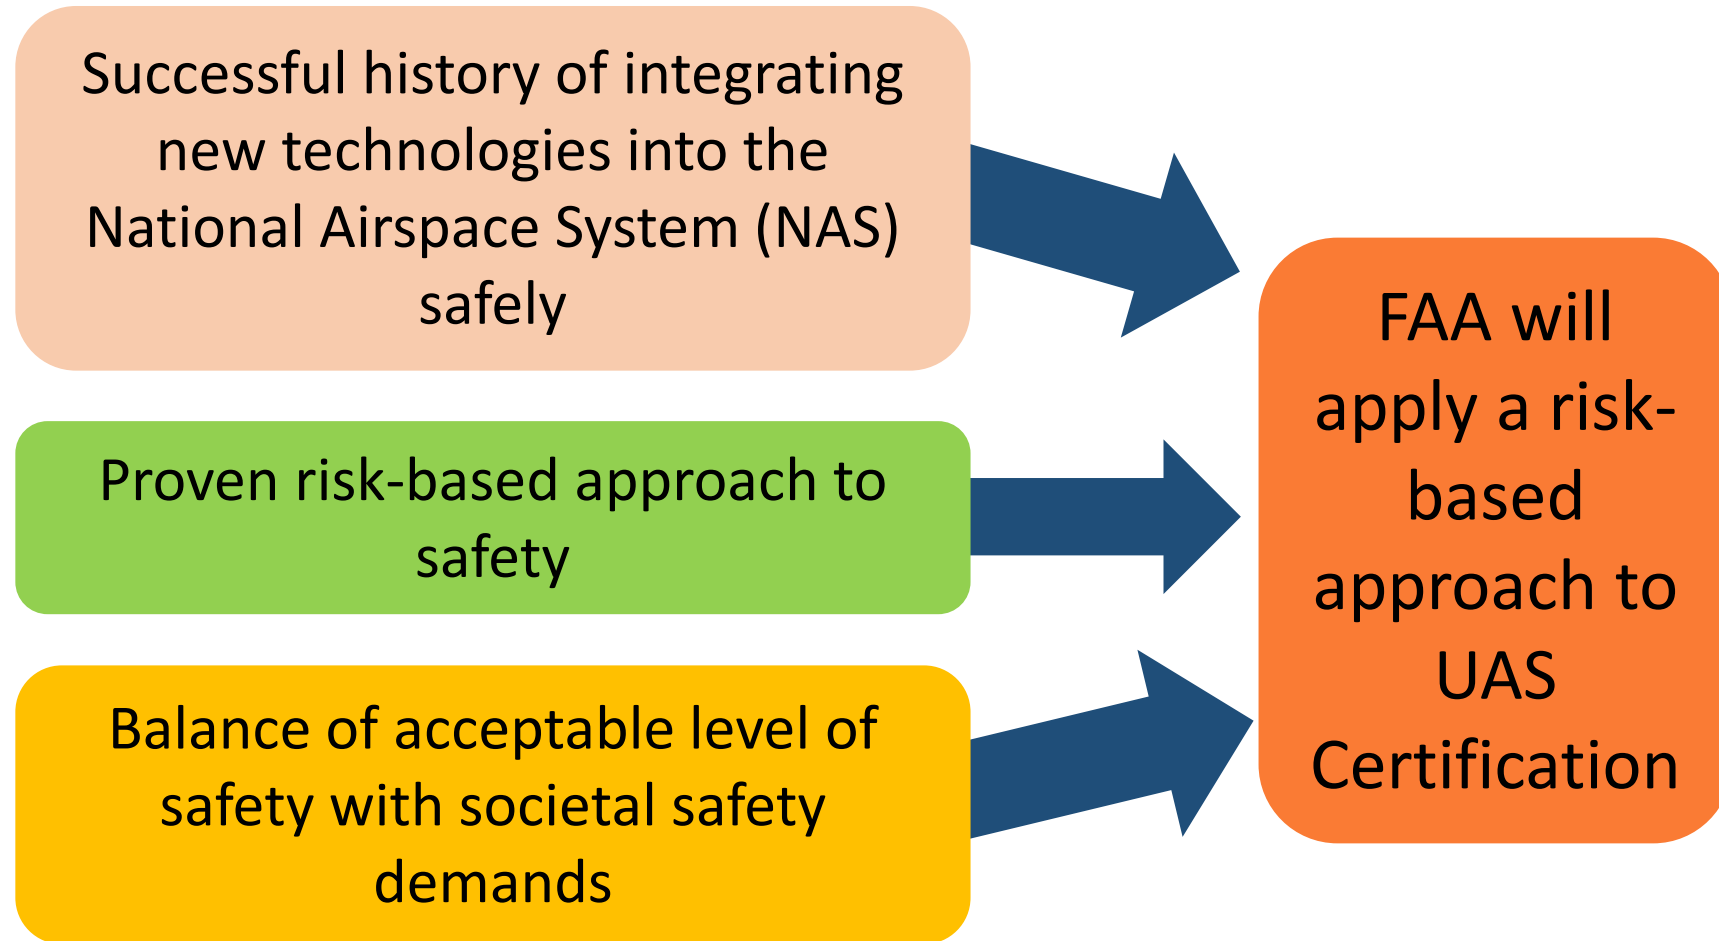 Successful history of integrating
new technologies into the
National Airspace System (NAS)
safely
Proven risk-based approach to
safety
Balance of acceptable level of
safety with societal safety
demands
FAA will
apply a risk-
based
approach to
UAS
Certification